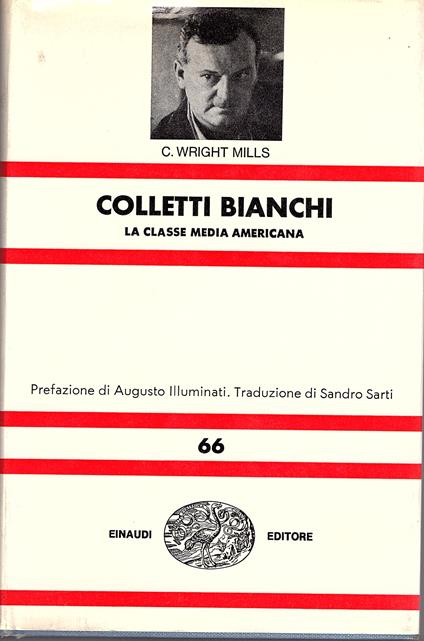 C. WRIGHT MILLS
COLLETTI BIANCHI
LA CLASSE MEDIA AMERICANA
Prefazione di Augusto Illuminati. Traduzione di Sandro Sarti
66
EINAUDI EDITORE